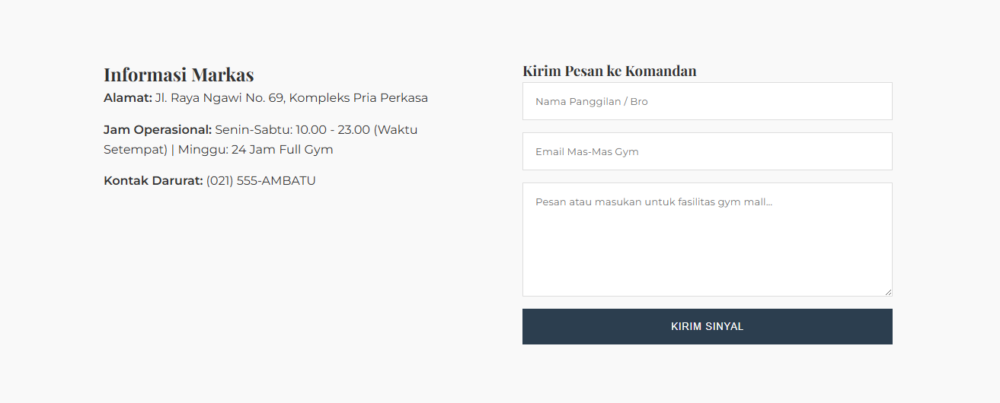 Informasi Markas
Alamat: Jl. Raya Ngawi No. 69, Kompleks Pria Perkasa
Jam Operasional: Senin-Sabtu: 10.00 - 23.00 (Waktu
Setempat) | Minggu: 24 Jam Full Gym
Kontak Darurat: (021) 555-AMBATU
Kirim Pesan ke Komandan
Nama Panggilan / Bro
Email Mas-Mas Gym
Pesan atau masukan untuk fasilitas gym mall...
KIRIM SINYAL